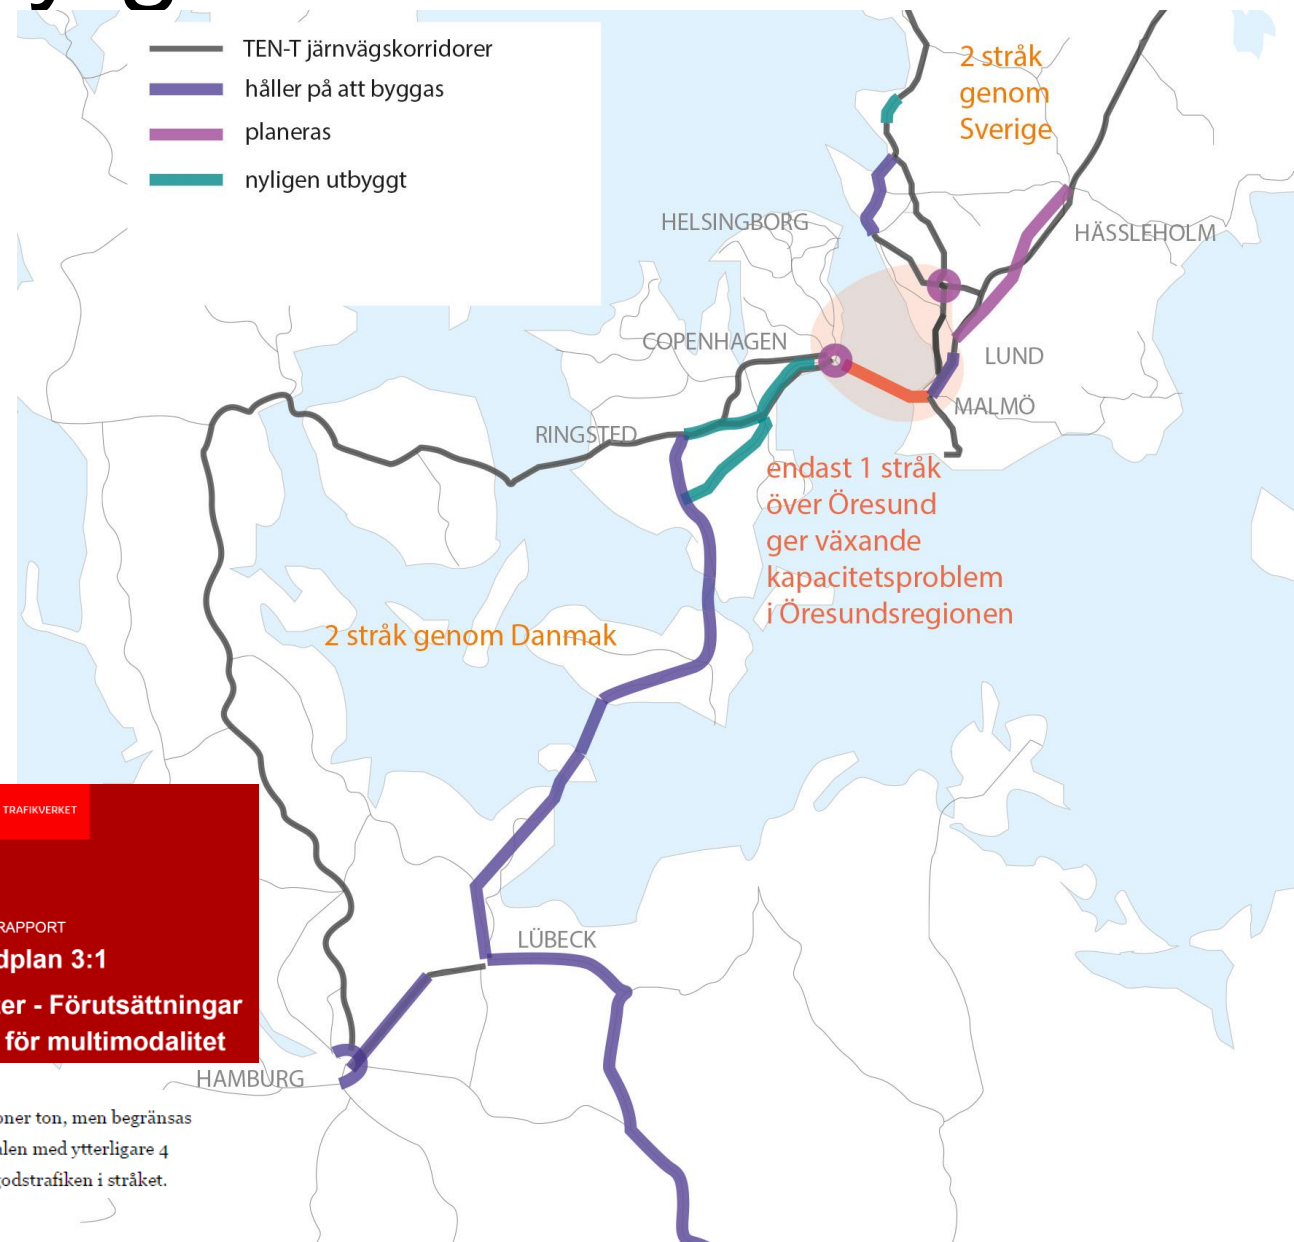 TEN-T järnvägskorridorer
håller på att byggas
planeras
nyligen utbyggt
2 stråk
genom
Sverige
HELSINGBORG
HÄSSLEHOLM
COPENHAGEN
LUND
MALMÖ
RINGSTED
endast 1 stråk
över Öresund
ger växande
kapacitetsproblem
i Öresundsregionen
2 stråk genom Danmak
TRAFIKVERKET
RAPPORT
dplan 3:1
ter - Förutsättningar
för multimodalitet
LÜBECK
HAMBURG
oner ton, men begränsas
alen med ytterligare 4
godstrafiken i stråket.